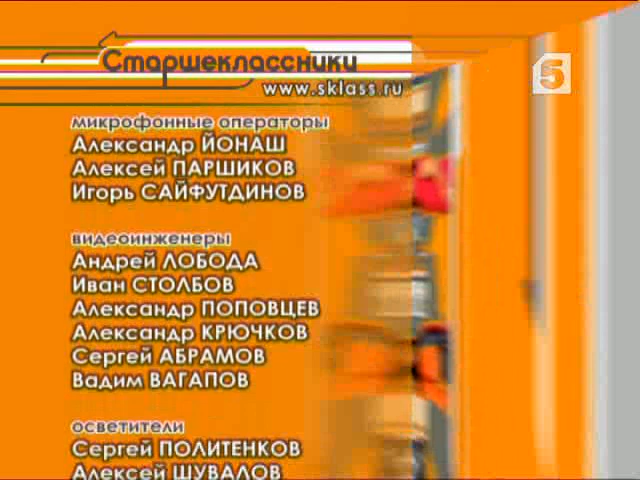 Старшеклассники
5
www.sklass.ru
микрофонные операторы
Александр ЙОНАШ
Алексей ПАРШИКОВ
Игорь САЙФУТДИНОВ
видеоинженеры
Андрей ЛОБОДА
Иван СТОЛБОВ
Александр ПОПОВЦЕВ
Александр КРЮЧКОВ
Сергей АБРАМОВ
Вадим ВАГАПОВ
осветители
Сергей ПОЛИТЕНКОВ
Алексей ШУВАЛОВ